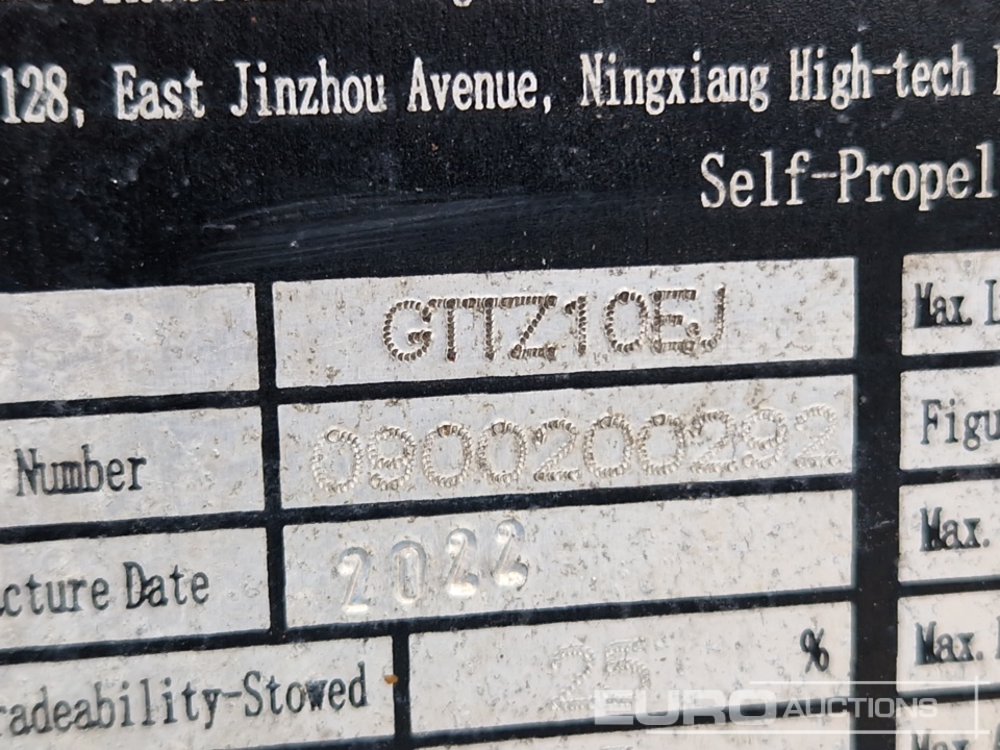 128, East Jinzhou Avenue, Ningxiang High-tech
Self-Propel
GTTZ10EJ
Max.
Number
0800200292
Figu
cture Date
2022
Max.
radeability-Stowed
25
%
Max.
EURO AUCTIONS